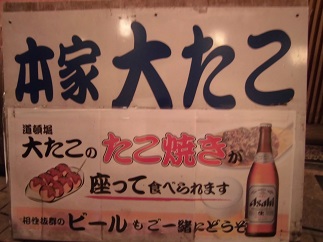 本家 大たこ
道頓堀
大たこの たこ焼きが
座って食べられます
相性抜群の ビールもご一緒にどうぞ
Asahi